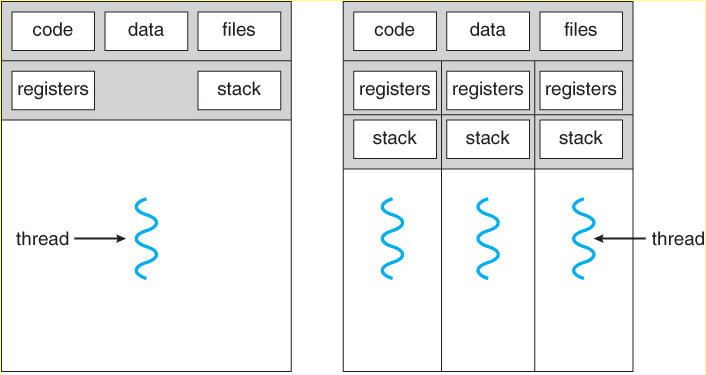 code data files
registers stack
thread
code data files
registers registers registers
stack stack stack
thread